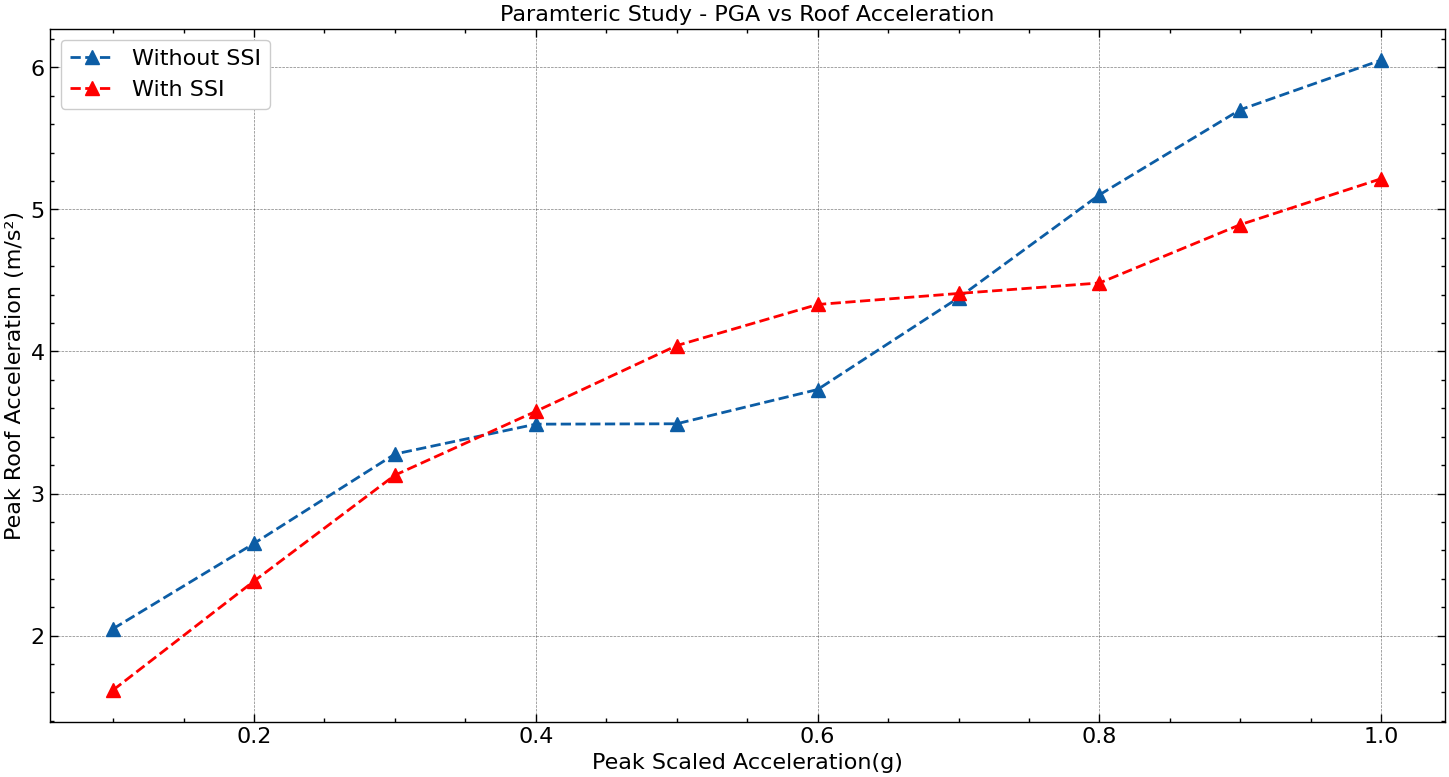 Paramteric Study - PGA vs Roof Acceleration
Without SSI
With SSI
Peak Roof Acceleration (m/s²)
6
5
4
3
2
0.2
0.4
0.6
0.8
1.0
Peak Scaled Acceleration(g)